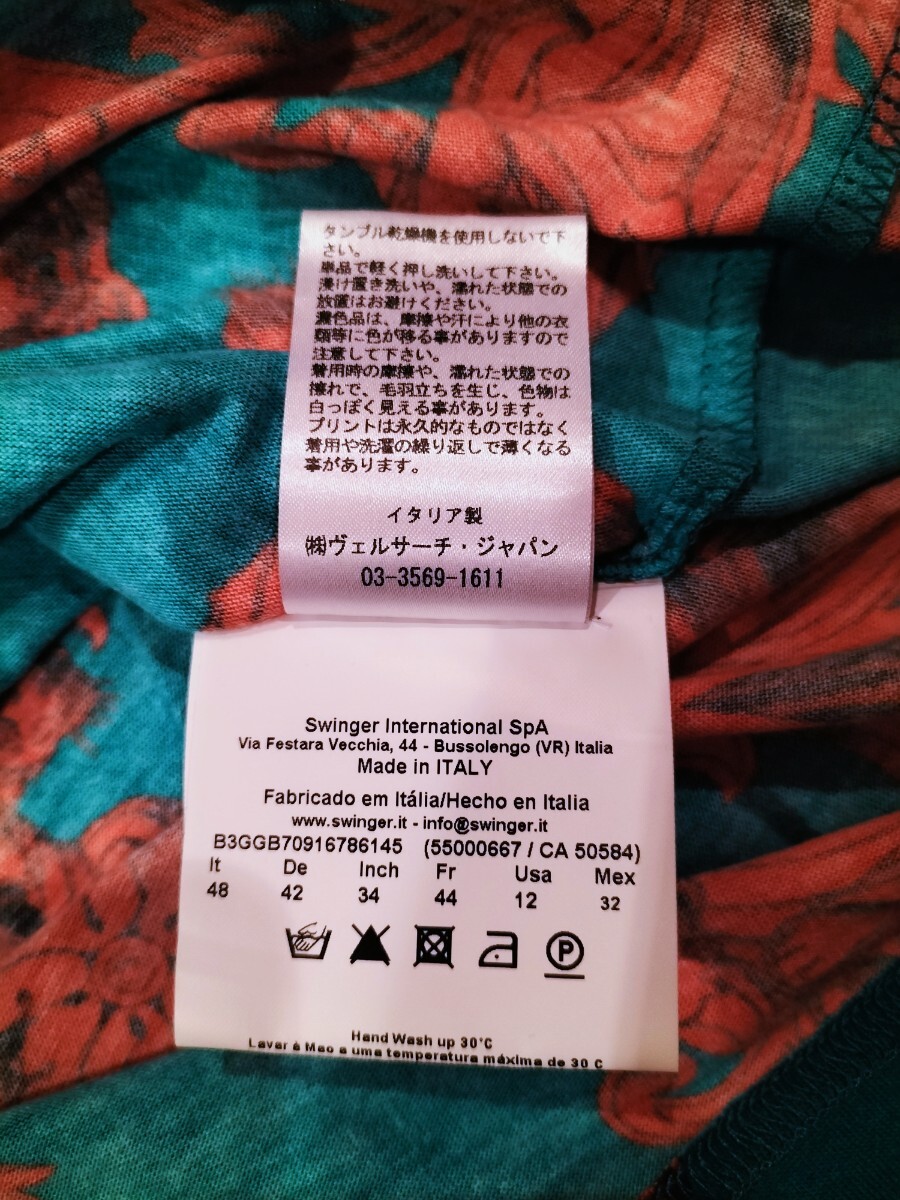 タンブル乾燥機を使用しないで下
さい。
単品で軽く押し洗いして下さい。
浸け置き洗いや、濡れた状態での
放置はお避けください。
濃色品は、摩擦や汗により他の衣
類等に色が移る事がありますので
注意して下さい。
着用時の摩擦や、濡れた状態での
擦れで、毛羽立ちを生じ、色物は
白っぽく見える事があります。
プリントは永久的なものではなく
着用や洗濯の繰り返しで薄くなる
事があります。
イタリア製
㈱ヴェルサーチ・ジャパン
03-3569-1611
Swinger International SpA
Via Festara Vecchia, 44 - Bussolengo (VR) Italia
Made in ITALY
Fabricado em Itália/Hecho en Italia
www.swinger.it - info@swinger.it
B3GGB70916786145 (55000667 / CA 50584)
It De Inch Fr Usa Mex
48 42 34 44 12 32
P
Hand Wash up 30°C
Lavar à Mao a uma temperatura máxima de 30 C